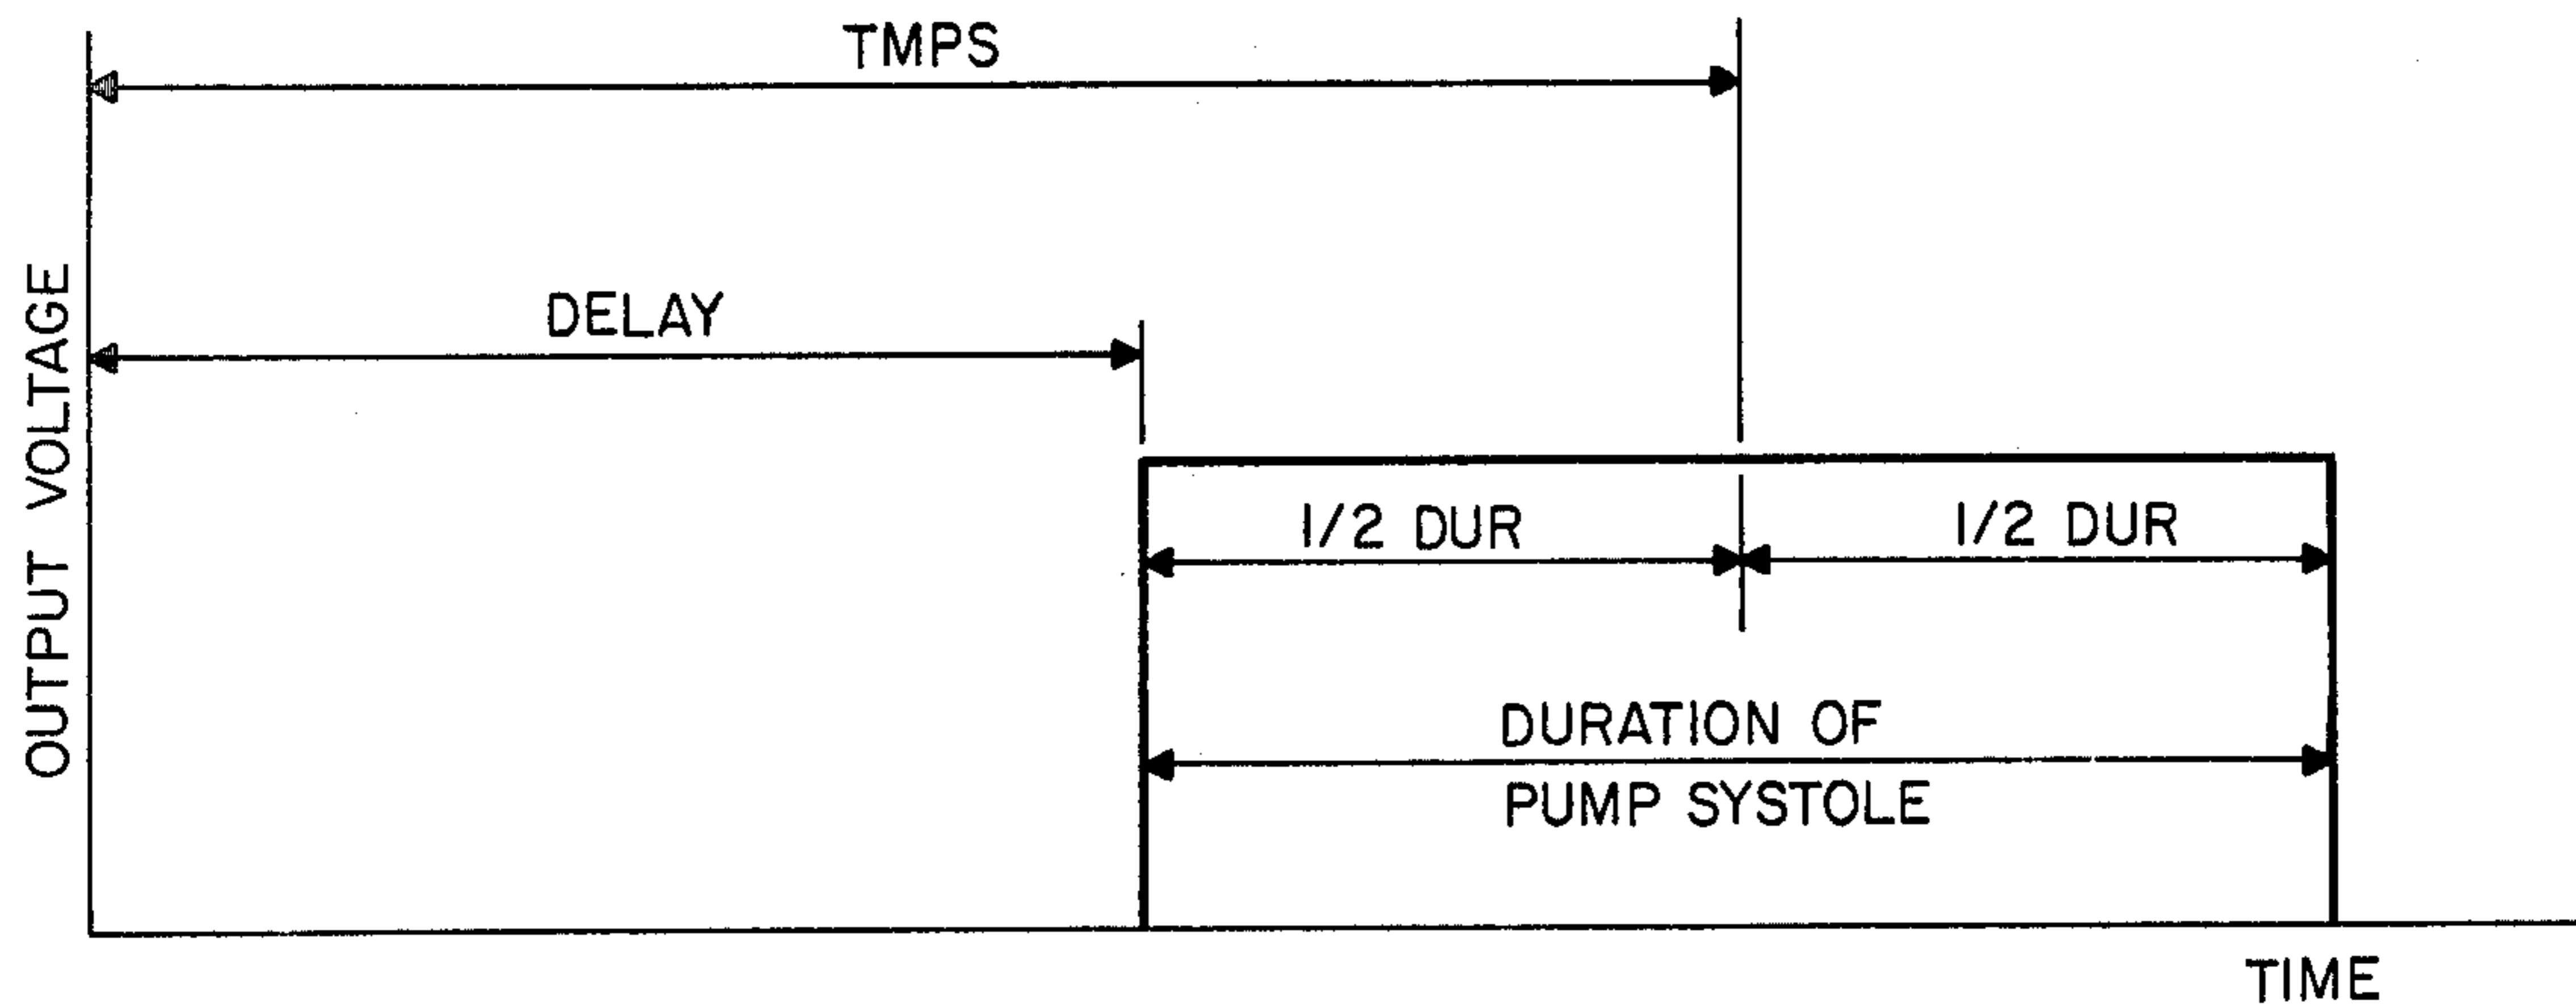 TMPS
DELAY
OUTPUT VOLTAGE
1/2 DUR
1/2 DUR
DURATION OF
PUMP SYSTOLE
TIME